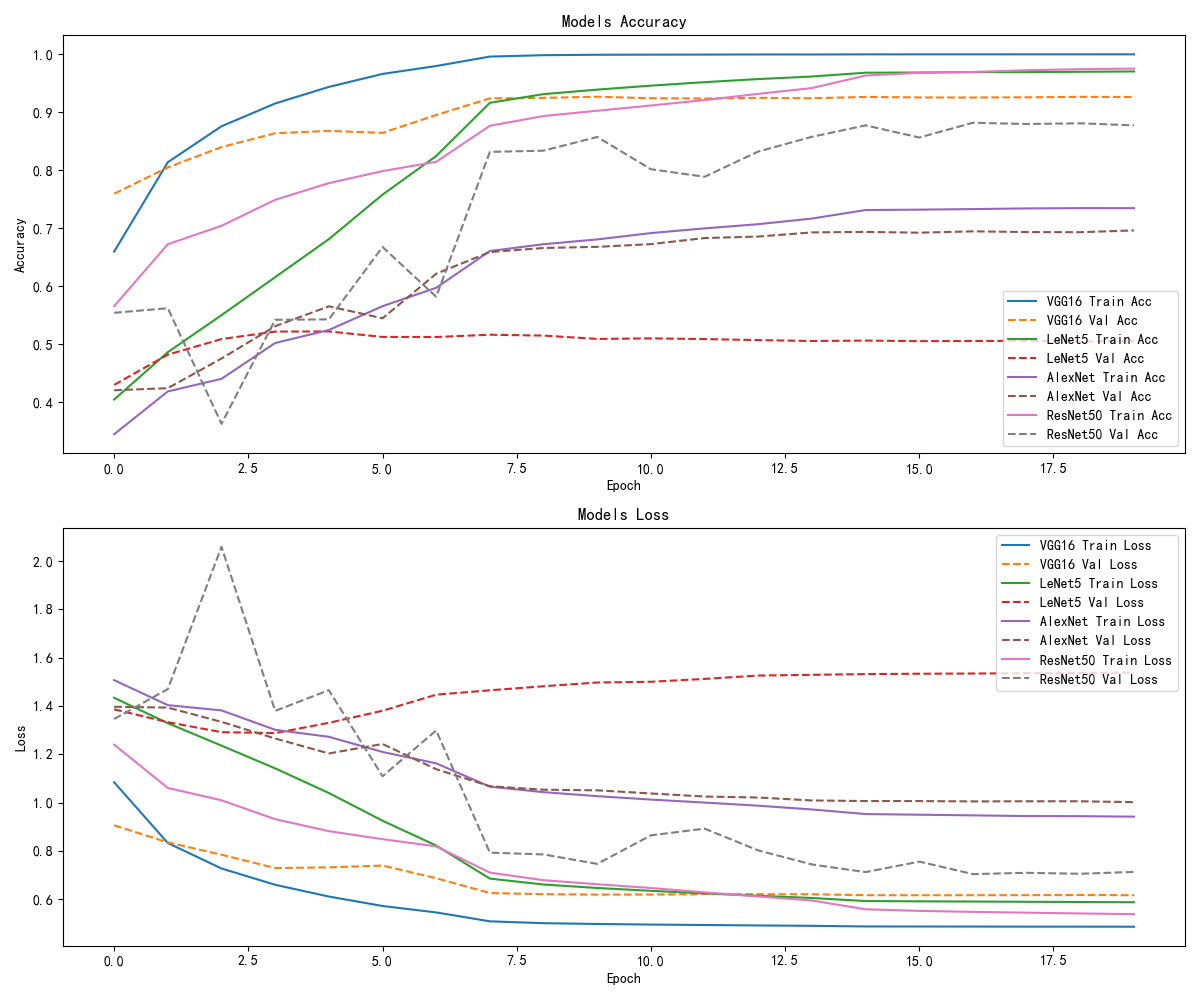 Models Accuracy
1.0
0.9
0.8
0.7
0.6
0.5
0.4
Accuracy
VGG16 Train Acc
VGG16 Val Acc
LeNet5 Train Acc
LeNet5 Val Acc
AlexNet Train Acc
AlexNet Val Acc
ResNet50 Train Acc
ResNet50 Val Acc
0.0 2.5 5.0 7.5 10.0 12.5 15.0 17.5
Epoch
Models Loss
2.0
1.8
1.6
1.4
1.2
1.0
0.8
0.6
Loss
VGG16 Train Loss
VGG16 Val Loss
LeNet5 Train Loss
LeNet5 Val Loss
AlexNet Train Loss
AlexNet Val Loss
ResNet50 Train Loss
ResNet50 Val Loss
0.0 2.5 5.0 7.5 10.0 12.5 15.0 17.5
Epoch